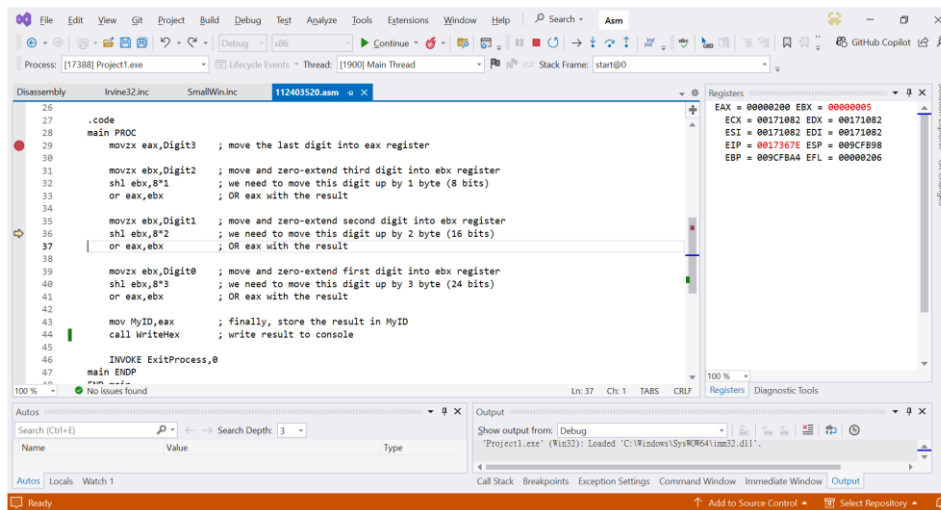 File Edit View Git Project Build Debug Test Analyze Tools Extensions Window Help Search Asm
Debug x86 Continue GitHub Copilot
Process: [17388] Project1.exe Lifecycle Events Thread: [1900] Main Thread Stack Frame: start@0
Disassembly Irvine32.inc SmallWin.inc 112403520.asm
26
27 .code
28 main PROC
29 movzx eax,Digit3 ; move the last digit into eax register
30
31 movzx ebx,Digit2 ; move and zero-extend third digit into ebx register
32 shl ebx,8*1 ; we need to move this digit up by 1 byte (8 bits)
33 or eax,ebx ; OR eax with the result
34
35 movzx ebx,Digit1 ; move and zero-extend second digit into ebx register
36 shl ebx,8*2 ; we need to move this digit up by 2 byte (16 bits)
37 or eax,ebx ; OR eax with the result
38
39 movzx ebx,Digit0 ; move and zero-extend first digit into ebx register
40 shl ebx,8*3 ; we need to move this digit up by 3 byte (24 bits)
41 or eax,ebx ; OR eax with the result
42
43 mov MyID,eax ; finally, store the result in MyID
44 call WriteHex ; write result to console
45
46 INVOKE ExitProcess,0
47 main ENDP
100 % No issues found Ln: 37 Ch: 1 TABS CRLF
Registers
EAX = 00000200 EBX = 00000005
ECX = 00171082 EDX = 00171082
ESI = 00171082 EDI = 00171082
EIP = 0017367E ESP = 009CFB98
EBP = 009CFBA4 EFL = 00000206
100 %
Registers Diagnostic Tools
Autos
Search (Ctrl+E) Search Depth: 3
Name Value Type
Autos Locals Watch 1
Output
Show output from: Debug
'Project1.exe' (Win32): Loaded 'C:\Windows\SysWOW64\imm32.dll'.
Call Stack Breakpoints Exception Settings Command Window Immediate Window Output
Ready Add to Source Control Select Repository